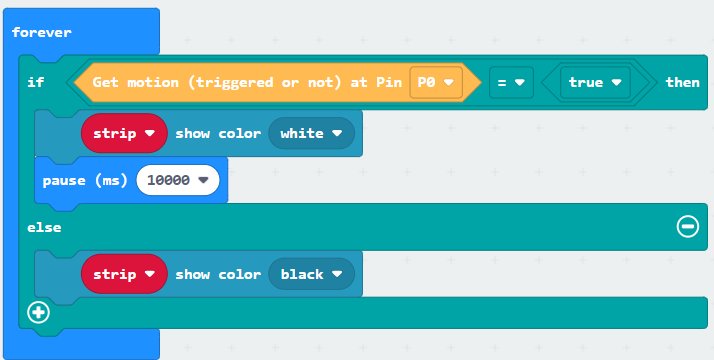 forever
if Get motion (triggered or not) at Pin P0 = true then
strip show color white
pause (ms) 10000
else
strip show color black